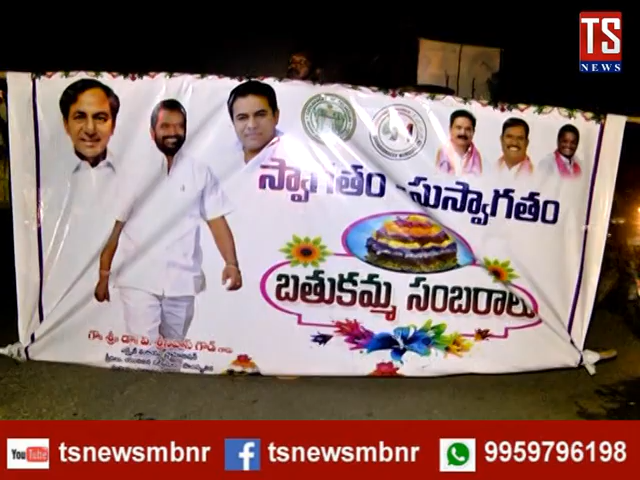 TS
NEWS
స్వాగతం -సుస్వాగతం
బతుకమ్మ సంబరాలు
గౌ శ్రీ డా వి. శ్రీనివాస్ గౌడ్ గారు
tsnewsmbnr
tsnewsmbnr
9959796198